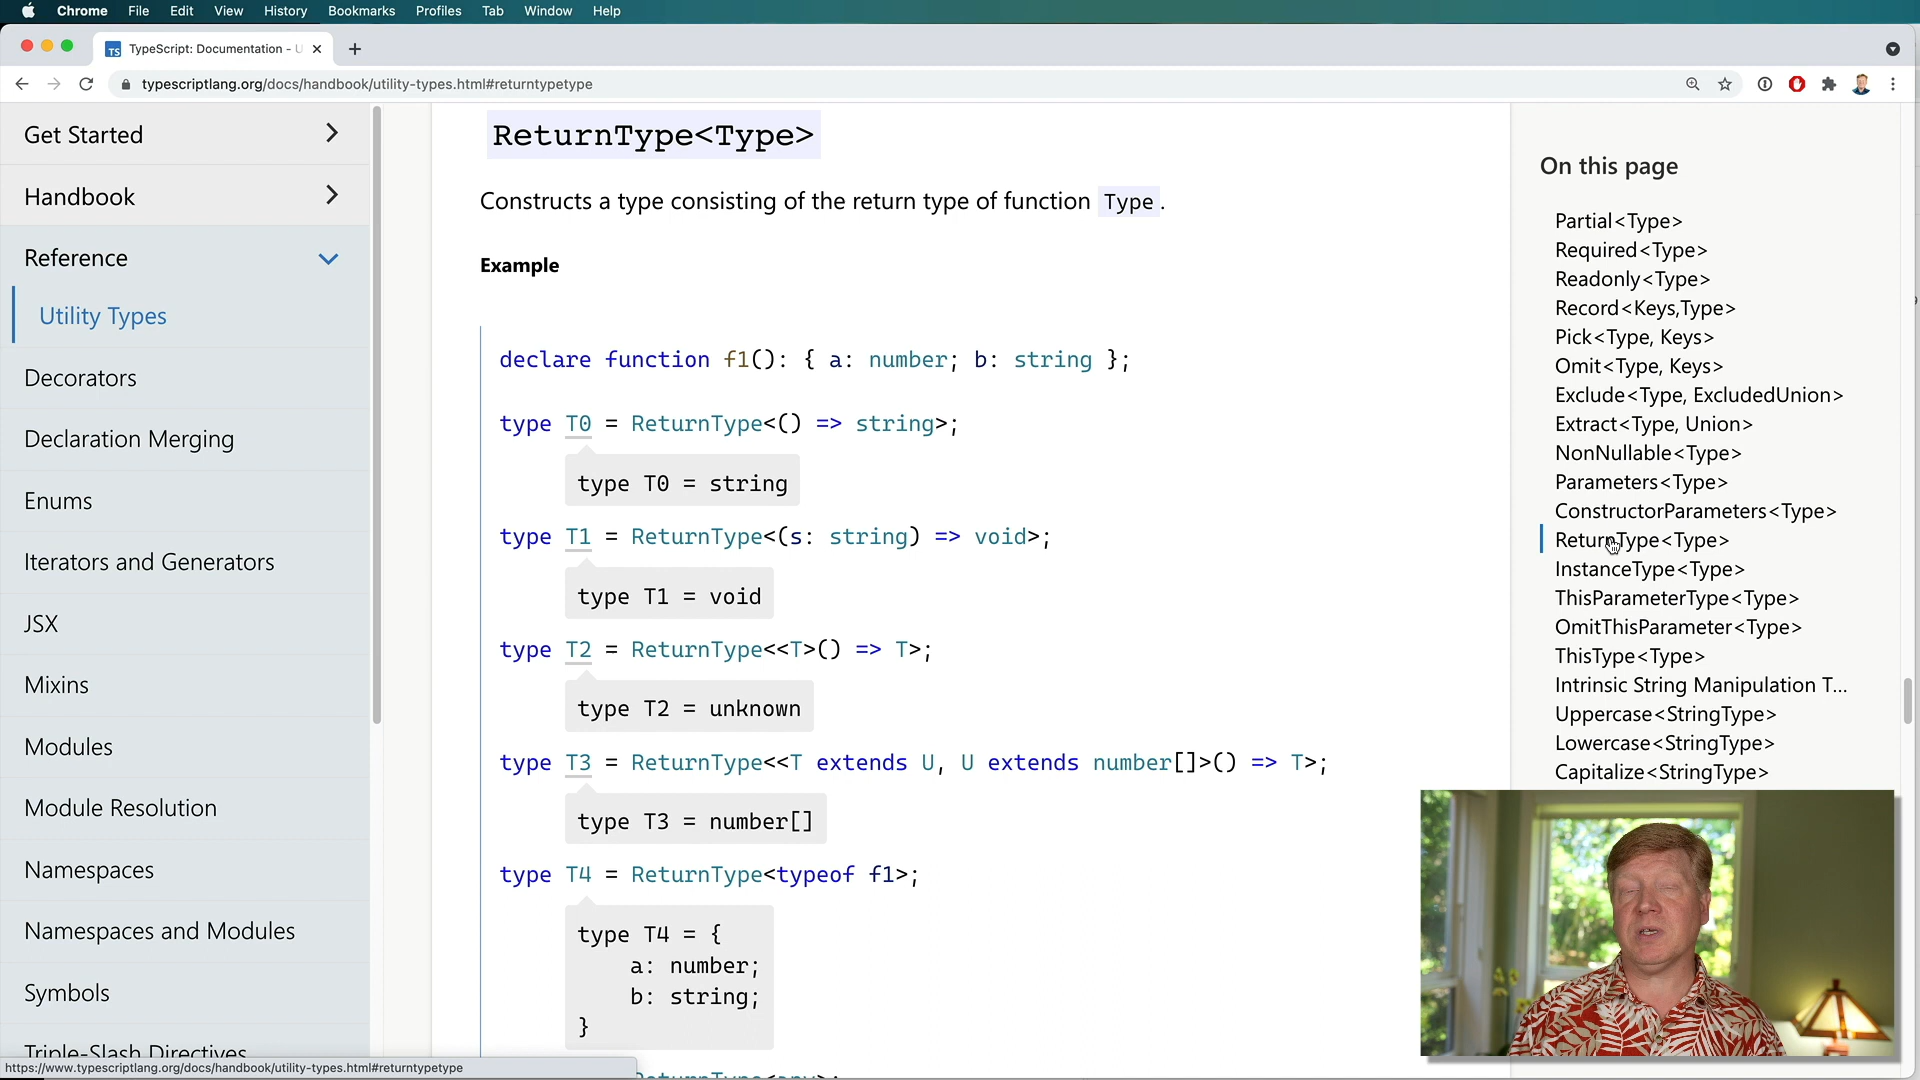 Chrome File Edit View History Bookmarks Profiles Tab Window Help
TS TypeScript: Documentation - U
typescriptlang.org/docs/handbook/utility-types.html#returntypetype
Get Started
Handbook
Reference
Utility Types
Decorators
Declaration Merging
Enums
Iterators and Generators
JSX
Mixins
Modules
Module Resolution
Namespaces
Namespaces and Modules
Symbols
Triple-Slash Directives
https://www.typescriptlang.org/docs/handbook/utility-types.html#returntypetype
ReturnType<Type>
Constructs a type consisting of the return type of function Type.
Example
declare function f1(): { a: number; b: string };
type T0 = ReturnType<() => string>;
type T0 = string
type T1 = ReturnType<(s: string) => void>;
type T1 = void
type T2 = ReturnType<<T>() => T>;
type T2 = unknown
type T3 = ReturnType<<T extends U, U extends number[]>() => T>;
type T3 = number[]
type T4 = ReturnType<typeof f1>;
type T4 = {
a: number;
b: string;
}
ReturnType<any>;
On this page
Partial<Type>
Required<Type>
Readonly<Type>
Record<Keys,Type>
Pick<Type, Keys>
Omit<Type, Keys>
Exclude<Type, ExcludedUnion>
Extract<Type, Union>
NonNullable<Type>
Parameters<Type>
ConstructorParameters<Type>
ReturnType<Type>
InstanceType<Type>
ThisParameterType<Type>
OmitThisParameter<Type>
ThisType<Type>
Intrinsic String Manipulation T...
Uppercase<StringType>
Lowercase<StringType>
Capitalize<StringType>